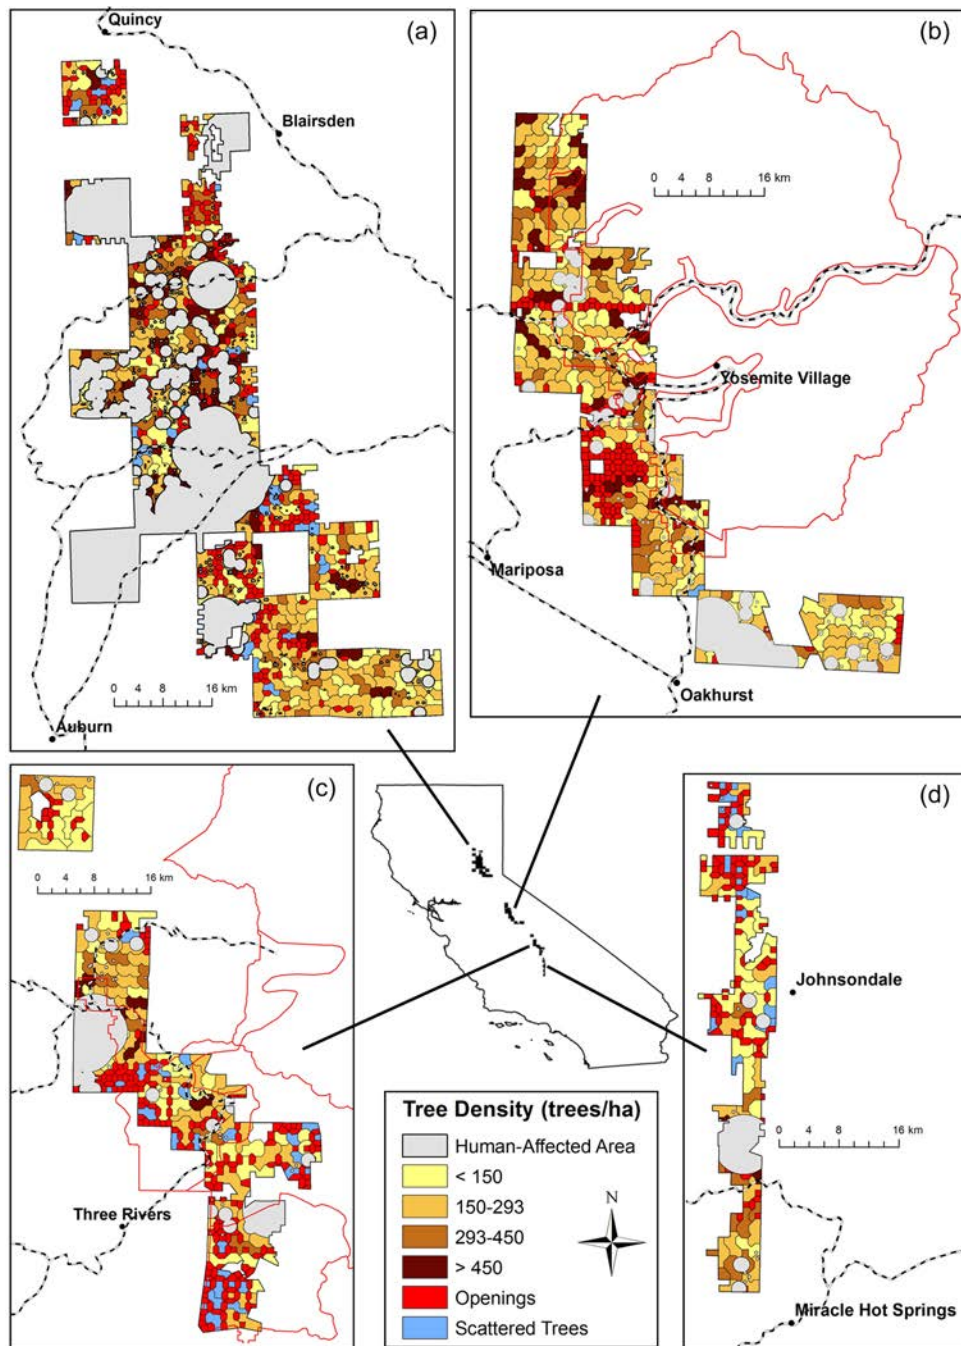 Quincy
(a)
Blairsden
0 4 8 16 km
Auburn
(b)
0 4 8 16 km
Yosemite Village
Mariposa
Oakhurst
(c)
0 4 8 16 km
Three Rivers
(d)
Johnsondale
0 4 8 16 km
Miracle Hot Springs
Tree Density (trees/ha)
Human-Affected Area
< 150
150-293
293-450
> 450
Openings
Scattered Trees
N